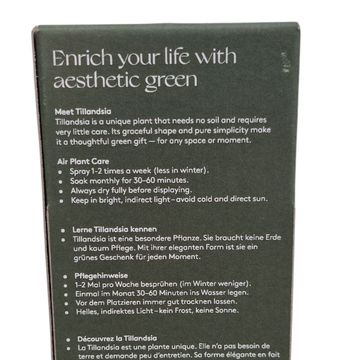 Enrich your life with
aesthetic green
Meet Tillandsia
Tillandsia is a unique plant that needs no soil and requires
very little care. Its graceful shape and pure simplicity make
it a thoughtful green gift — for any space or moment.
Air Plant Care
• Spray 1-2 times a week (less in winter).
• Soak monthly for 30-60 minutes.
• Always dry fully before displaying.
• Keep in bright, indirect light – avoid cold and direct sun.
• Lerne Tillandsia kennen
• Tillandsia ist eine besondere Pflanze. Sie braucht keine Erde
und kaum Pflege. Mit ihrer eleganten Form ist sie ein
grünes Geschenk für jeden Moment.
• Pflegehinweise
• 1-2 Mal pro Woche besprühen (im Winter weniger).
• Einmal im Monat 30-60 Minuten ins Wasser legen.
• Vor dem Platzieren immer gut trocknen lassen.
• Helles, indirektes Licht – kein Frost, keine Sonne.
• Découvrez la Tillandsia
• La Tillandsia est une plante unique. Elle n'a pas besoin de
terre et demande peu d'entretien. Sa forme élégante en fait